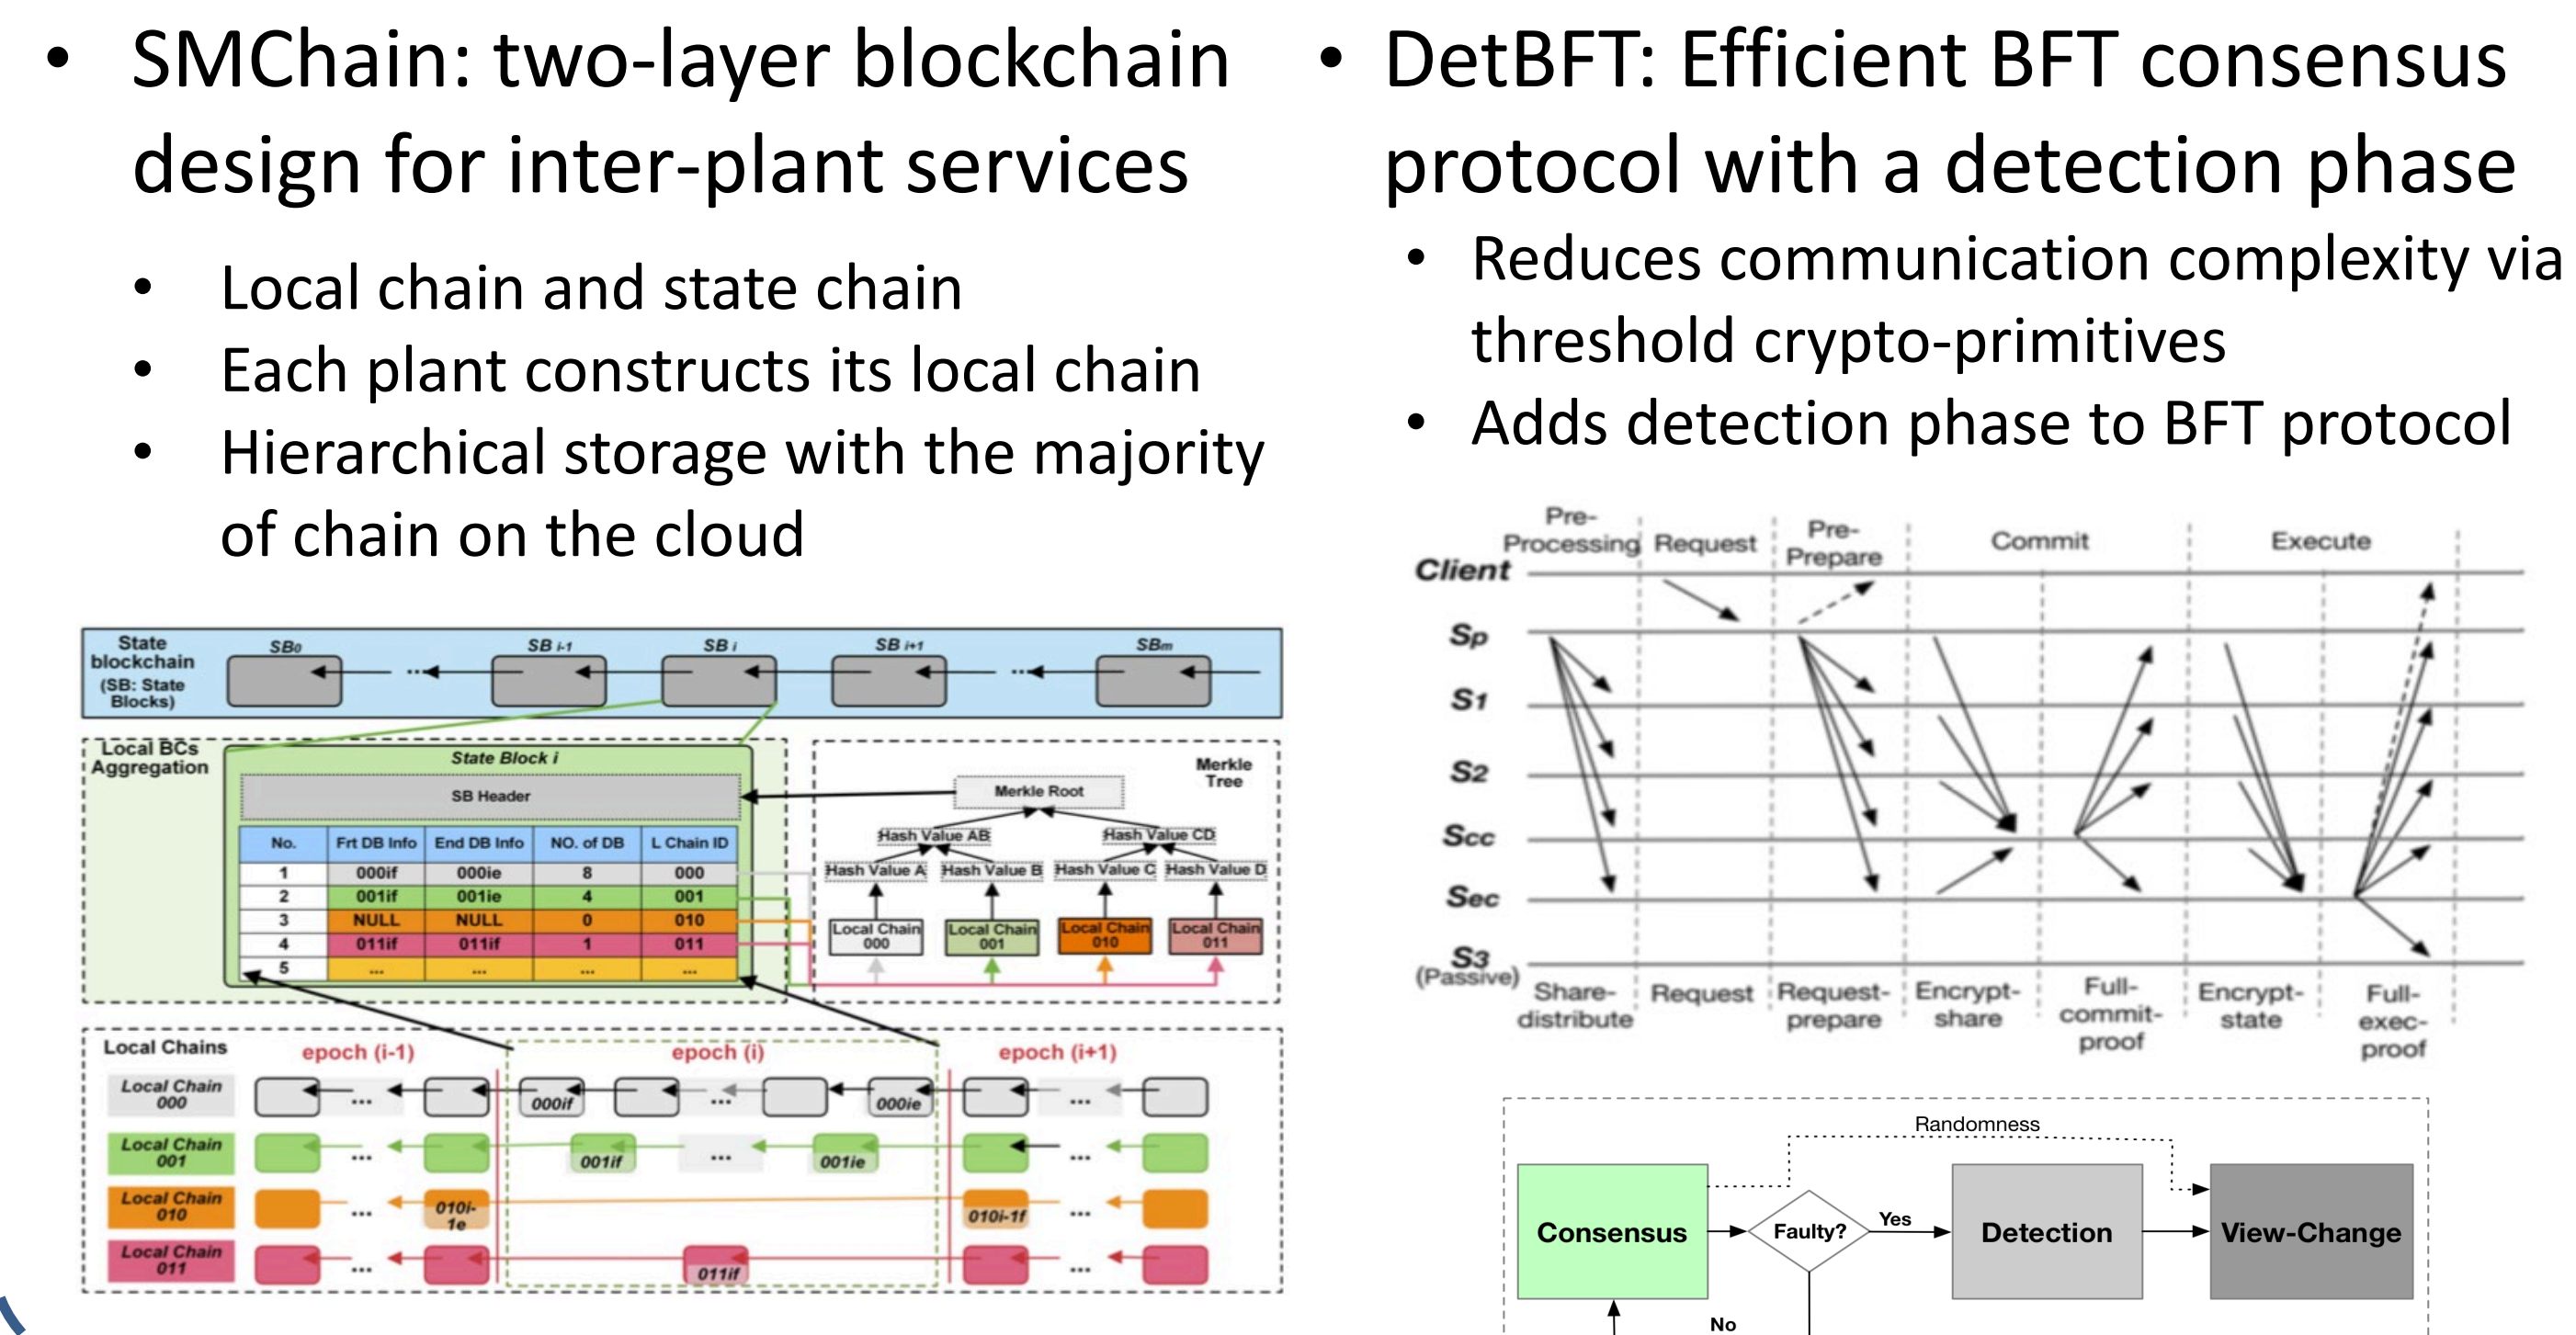 • SMChain: two-layer blockchain
design for inter-plant services
• Local chain and state chain
• Each plant constructs its local chain
• Hierarchical storage with the majority
of chain on the cloud
State
blockchain
(SB: State
Blocks)
SB0
SB i-1
SB i
SB i+1
SBm
...
...
Local BCs
Aggregation
State Block i
SB Header
No. Frt DB Info End DB Info NO. of DB L Chain ID
1 000if 000ie 8 000
2 001if 001ie 4 001
3 NULL NULL 0 010
4 011if 011if 1 011
5 ... ... ... ...
Merkle
Tree
Merkle Root
Hash Value AB
Hash Value CD
Hash Value A
Hash Value B
Hash Value C
Hash Value D
Local Chain
000
Local Chain
001
Local Chain
010
Local Chain
011
Local Chains
epoch (i-1)
epoch (i)
epoch (i+1)
Local Chain
000
...
000if
...
000ie
...
Local Chain
001
...
001if
...
001ie
...
Local Chain
010
...
010i-
1e
010i-1f
...
Local Chain
011
...
011if
...
• DetBFT: Efficient BFT consensus
protocol with a detection phase
• Reduces communication complexity via
threshold crypto-primitives
• Adds detection phase to BFT protocol
Pre-
Processing
Request
Pre-
Prepare
Commit
Execute
Client
Sp
S1
S2
Scc
Sec
S3
(Passive)
Share-
distribute
Request
Request-
prepare
Encrypt-
share
Full-
commit-
proof
Encrypt-
state
Full-
exec-
proof
Randomness
Consensus
Faulty?
Yes
Detection
View-Change
No